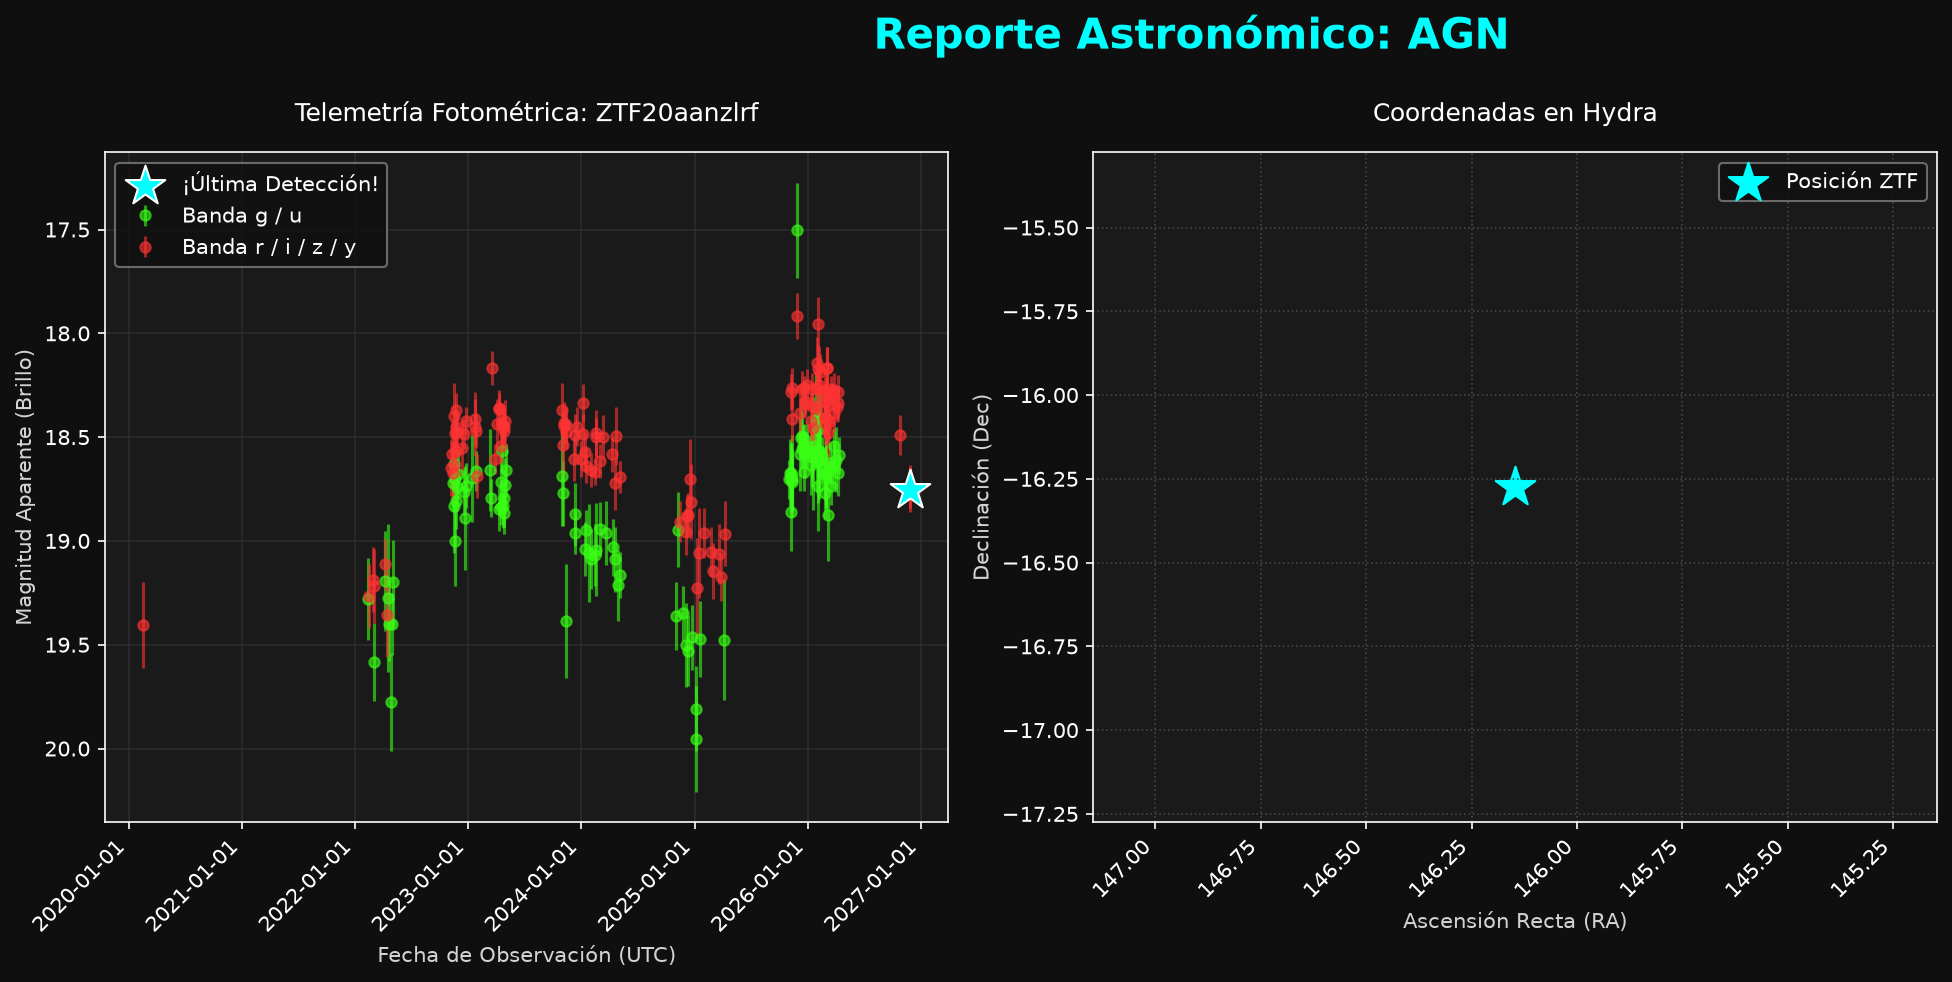 Reporte Astronómico: AGN
Telemetría Fotométrica: ZTF20aanzlrf
¡Última Detección!
Banda g / u
Banda r / i / z / y
Magnitud Aparente (Brillo)
17.5
18.0
18.5
19.0
19.5
20.0
2020-01-01
2021-01-01
2022-01-01
2023-01-01
2024-01-01
2025-01-01
2026-01-01
2027-01-01
Fecha de Observación (UTC)
Coordenadas en Hydra
Posición ZTF
Declinación (Dec)
−15.50
−15.75
−16.00
−16.25
−16.50
−16.75
−17.00
−17.25
147.00
146.75
146.50
146.25
146.00
145.75
145.50
145.25
Ascensión Recta (RA)